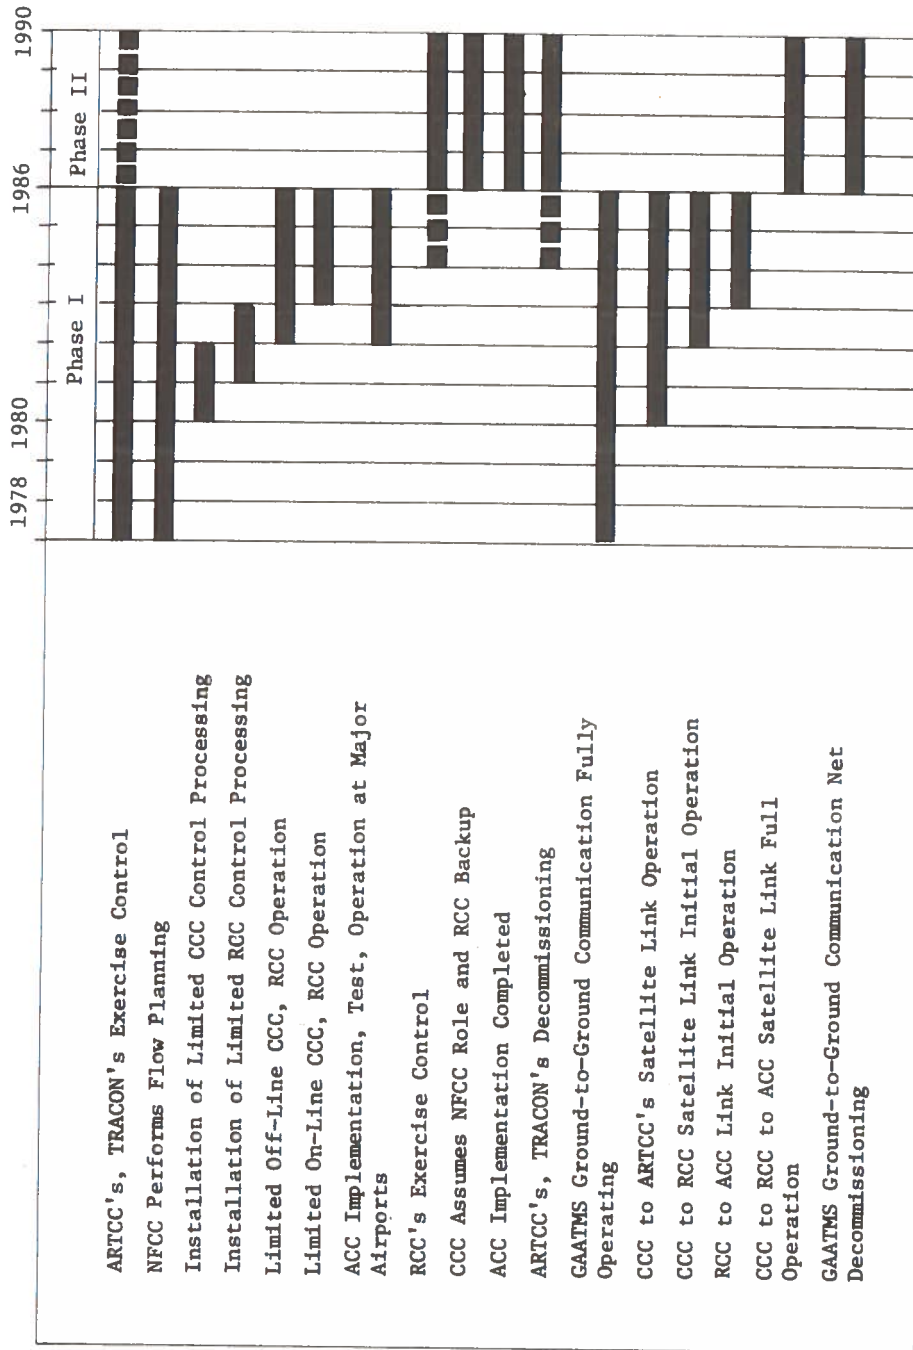 1978 1980 1986 1990
Phase I Phase II
ARTCC's, TRACON's Exercise Control
NFCC Performs Flow Planning
Installation of Limited CCC Control Processing
Installation of Limited RCC Control Processing
Limited Off-Line CCC, RCC Operation
Limited On-Line CCC, RCC Operation
ACC Implementation, Test, Operation at Major
Airports
RCC's Exercise Control
CCC Assumes NFCC Role and RCC Backup
ACC Implementation Completed
ARTCC's, TRACON's Decommissioning
GAATMS Ground-to-Ground Communication Fully
Operating
CCC to ARTCC's Satellite Link Operation
CCC to RCC Satellite Link Initial Operation
RCC to ACC Link Initial Operation
CCC to RCC to ACC Satellite Link Full
Operation
GAATMS Ground-to-Ground Communication Net
Decommissioning